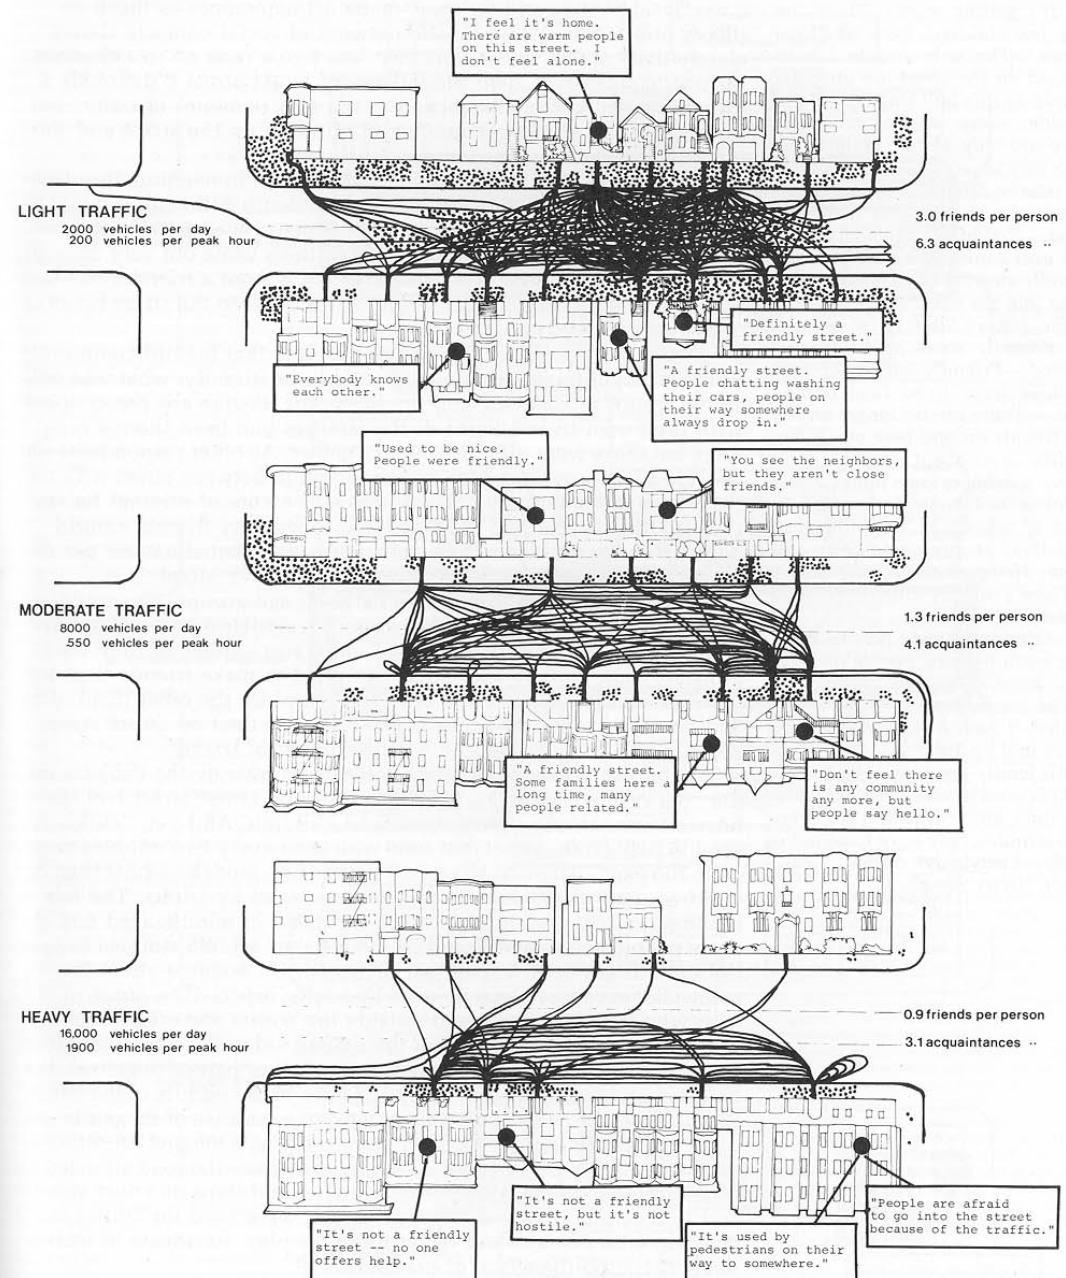 "I feel it's home.
There are warm people
on this street. I
don't feel alone."
LIGHT TRAFFIC
2000 vehicles per day
200 vehicles per peak hour
3.0 friends per person
6.3 acquaintances ..
"Definitely a
friendly street."
"Everybody knows
each other."
"A friendly street.
People chatting washing
their cars, people on
their way somewhere
always drop in."
"Used to be nice.
People were friendly."
"You see the neighbors,
but they aren't close
friends."
MODERATE TRAFFIC
8000 vehicles per day
550 vehicles per peak hour
1.3 friends per person
4.1 acquaintances ..
"A friendly street.
Some families here a
long time, many
people related."
"Don't feel there
is any community
any more, but
people say hello."
HEAVY TRAFFIC
16,000 vehicles per day
1900 vehicles per peak hour
0.9 friends per person
3.1 acquaintances ..
"It's not a friendly
street -- no one
offers help."
"It's not a friendly
street, but it's not
hostile."
"It's used by
pedestrians on their
way to somewhere."
"People are afraid
to go into the street
because of the traffic."